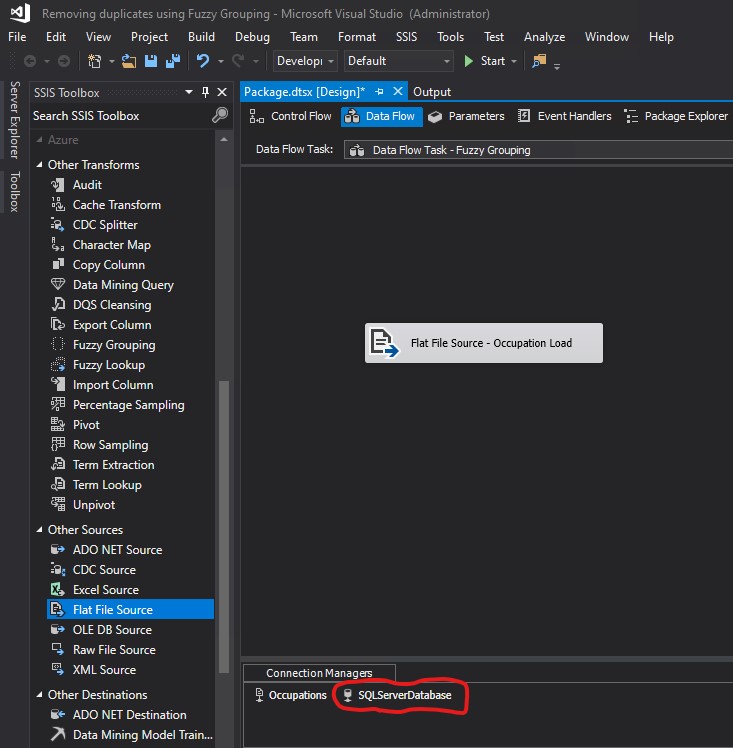 Removing duplicates using Fuzzy Grouping - Microsoft Visual Studio (Administrator)
File Edit View Project Build Debug Team Format SSIS Tools Test Analyze Window Help
Developi Default Start
Server Explorer
Toolbox
SSIS Toolbox
Search SSIS Toolbox
Azure
Other Transforms
Audit
Cache Transform
CDC Splitter
Character Map
Copy Column
Data Mining Query
DQS Cleansing
Export Column
Fuzzy Grouping
Fuzzy Lookup
Import Column
Percentage Sampling
Pivot
Row Sampling
Term Extraction
Term Lookup
Unpivot
Other Sources
ADO NET Source
CDC Source
Excel Source
Flat File Source
OLE DB Source
Raw File Source
XML Source
Other Destinations
ADO NET Destination
Data Mining Model Train...
Package.dtsx [Design]* Output
Control Flow Data Flow Parameters Event Handlers Package Explorer
Data Flow Task: Data Flow Task - Fuzzy Grouping
Flat File Source - Occupation Load
Connection Managers
Occupations SQLServerDatabase